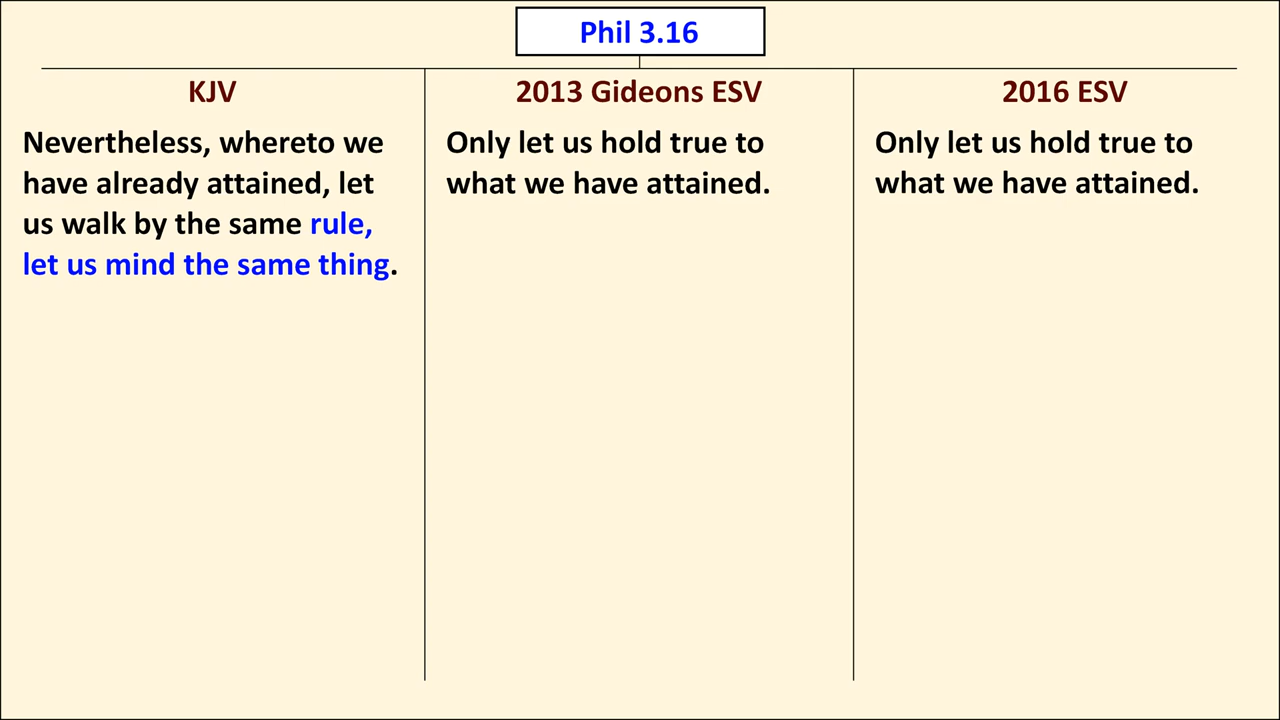 Phil 3.16
KJV
Nevertheless, whereto we
have already attained, let
us walk by the same rule,
let us mind the same thing.
2013 Gideons ESV
Only let us hold true to
what we have attained.
2016 ESV
Only let us hold true to
what we have attained.